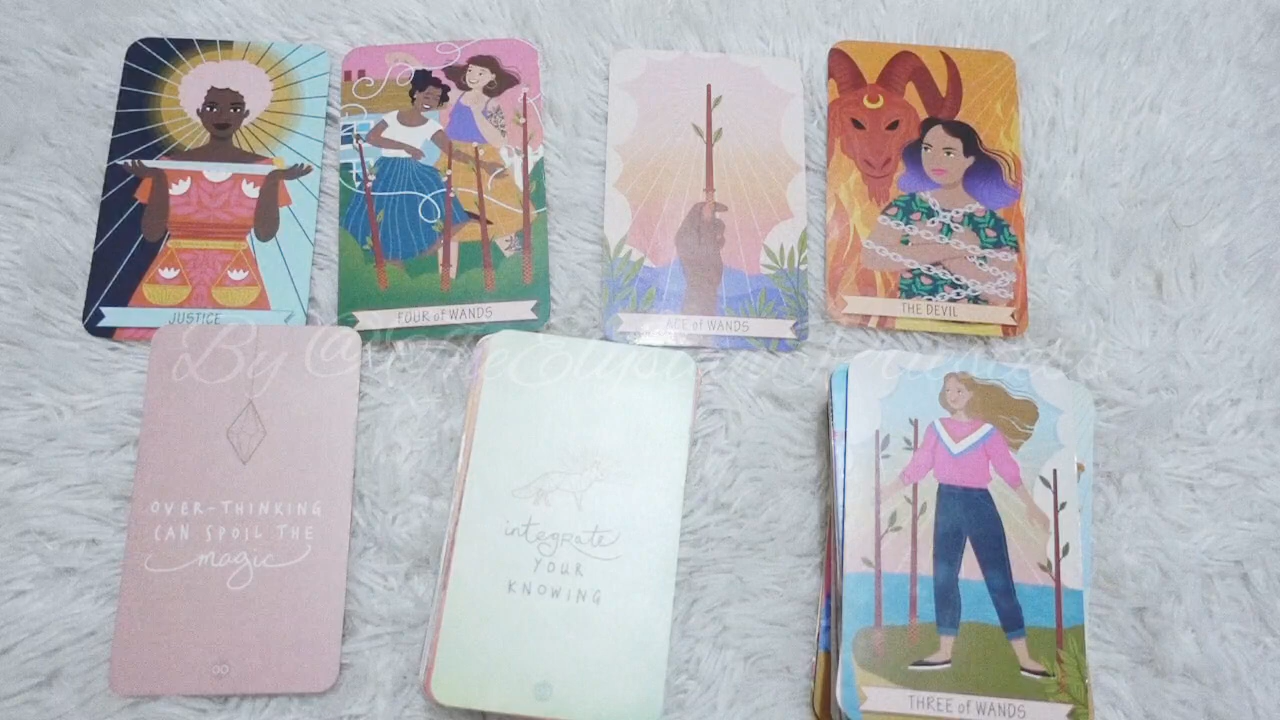 JUSTICE
FOUR of WANDS
ACE of WANDS
THE DEVIL
By
OVER-THINKING
CAN SPOIL THE
magic
integrate
YOUR
KNOWING
THREE of WANDS